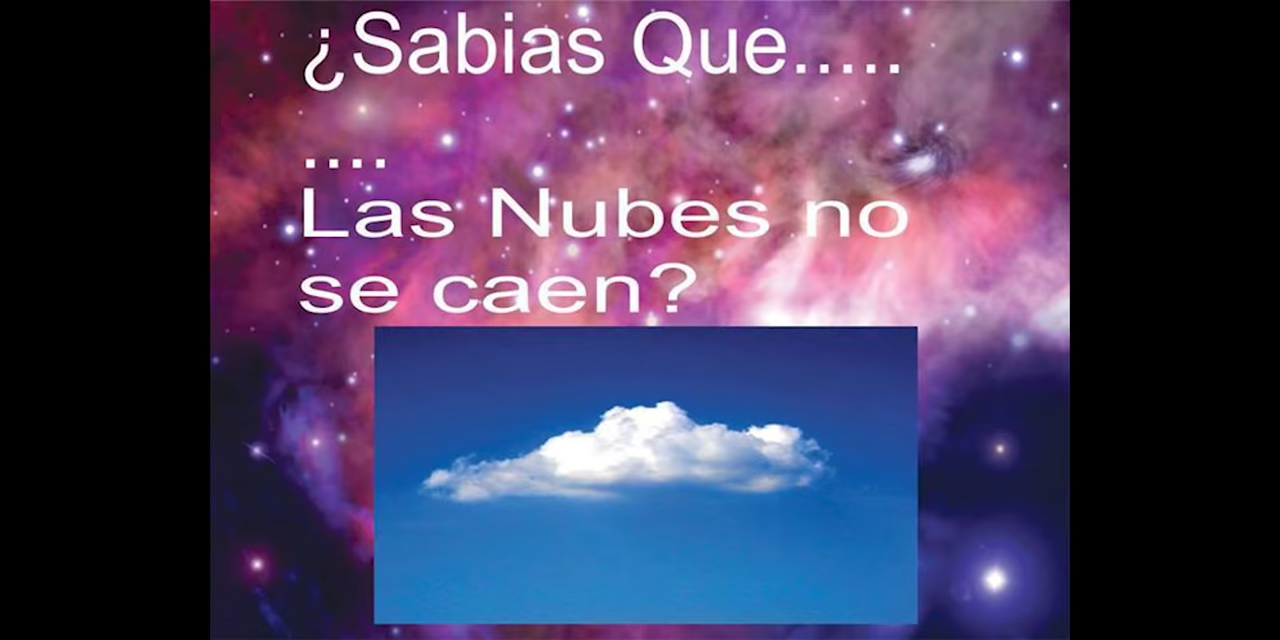 ¿Sabias Que.....
....
Las Nubes no
se caen?